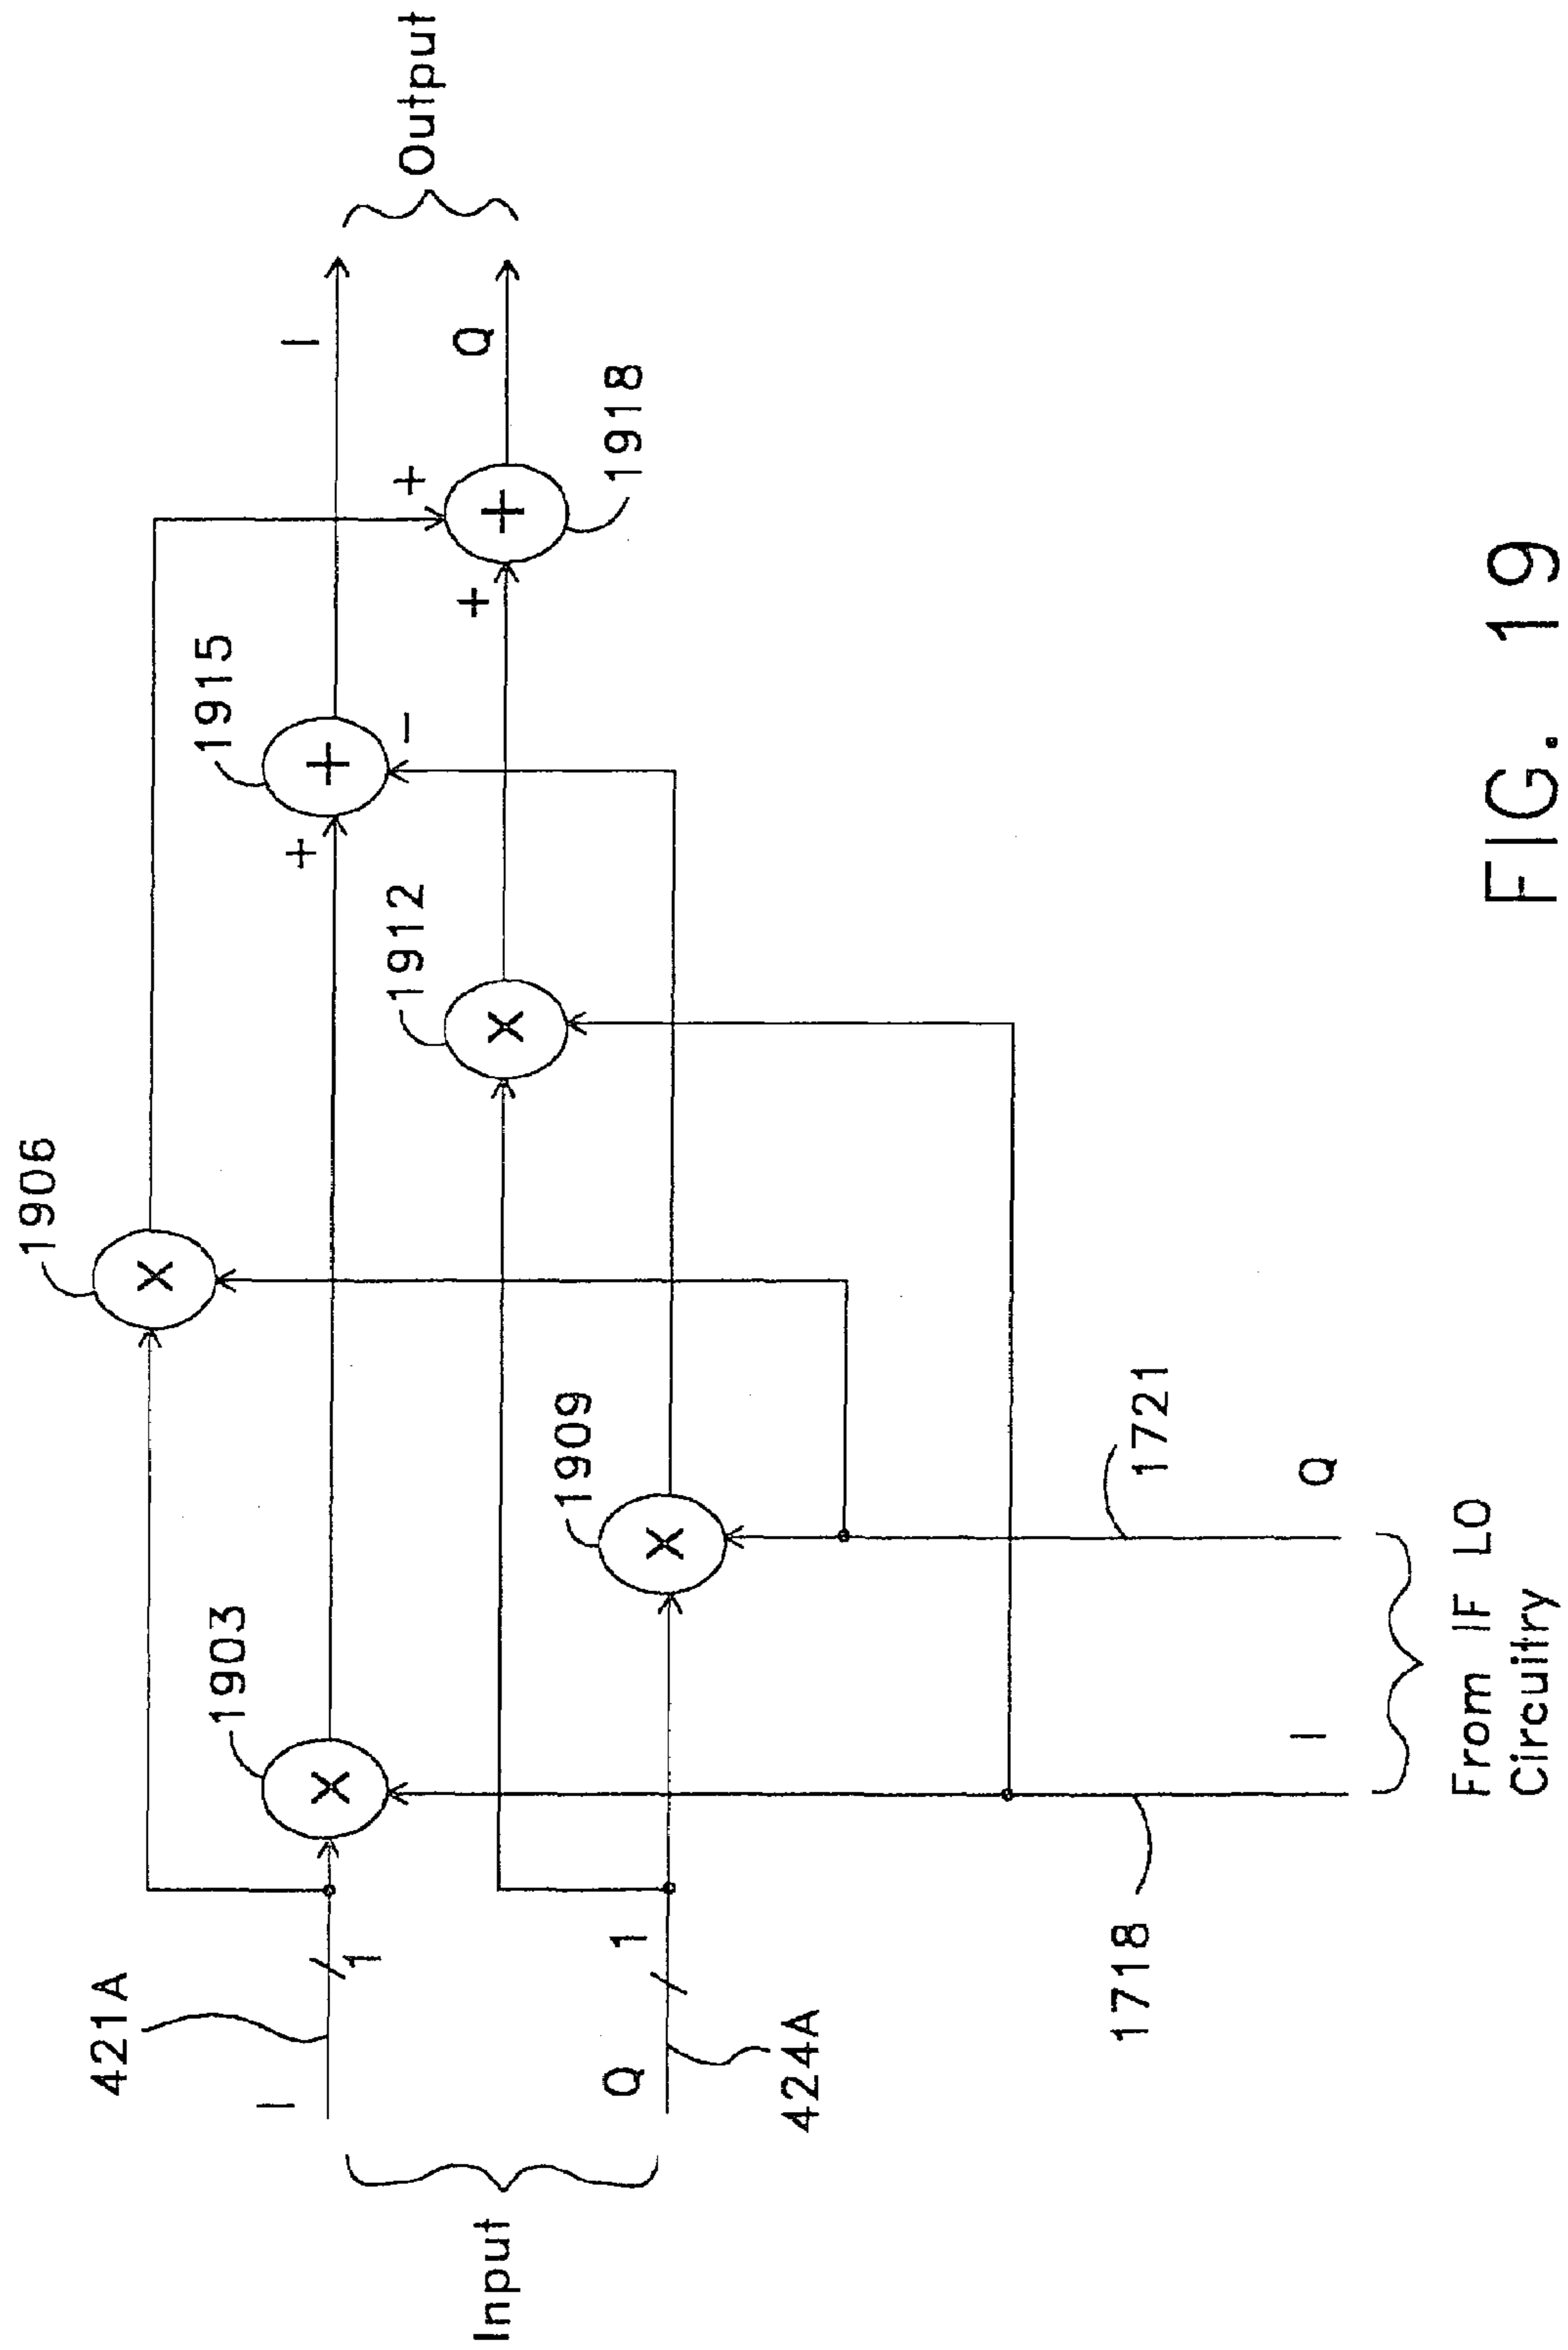 1906
421A
I
1
1903
1915
+
I
+
−
X
X
+
Input
Output
1912
X
+
+
+
Q
1918
Q
1
424A
1909
X
1718
1721
I
Q
From IF LO
Circuitry
FIG. 19